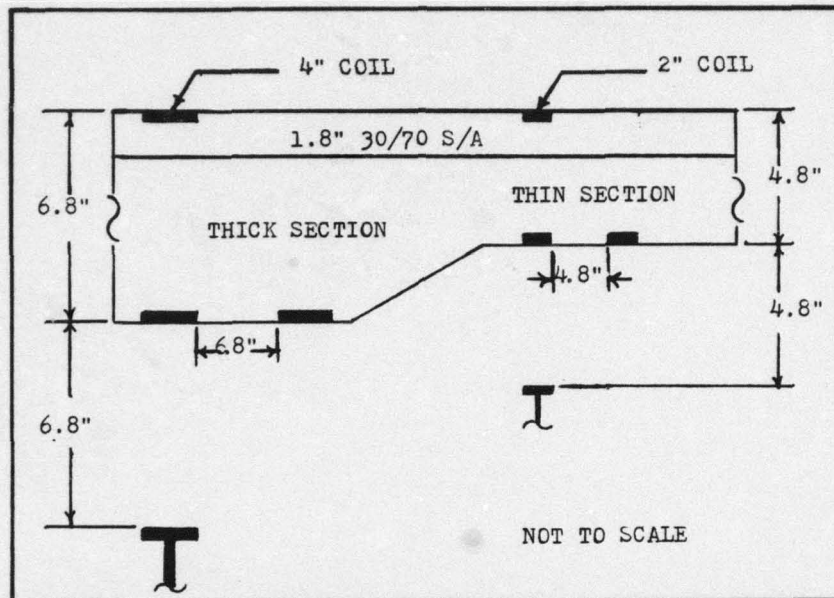 4" COIL
2" COIL
1.8" 30/70 S/A
6.8"
4.8"
THIN SECTION
THICK SECTION
4.8"
4.8"
6.8"
6.8"
NOT TO SCALE